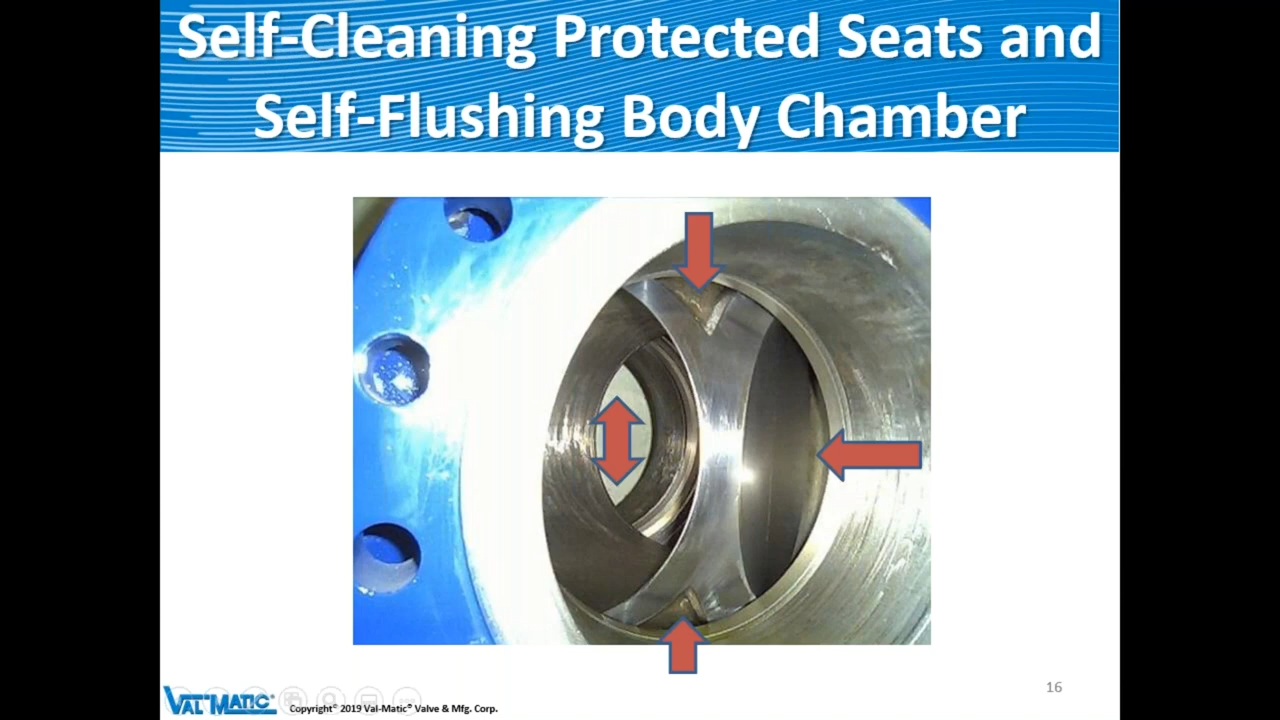 Self-Cleaning Protected Seats and
Self-Flushing Body Chamber
16
VAL MATIC®
Copyright© 2019 Val-Matic® Valve & Mfg. Corp.